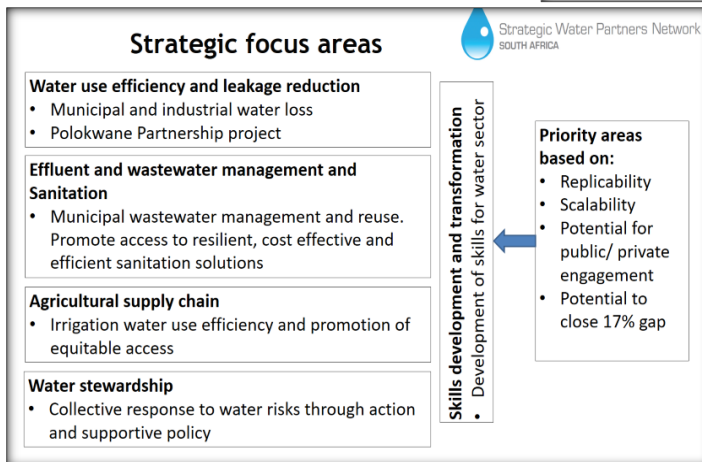 Strategic focus areas
Strategic Water Partners Network
SOUTH AFRICA
Water use efficiency and leakage reduction
• Municipal and industrial water loss
• Polokwane Partnership project
Effluent and wastewater management and
Sanitation
• Municipal wastewater management and reuse.
Promote access to resilient, cost effective and
efficient sanitation solutions
Agricultural supply chain
• Irrigation water use efficiency and promotion of
equitable access
Water stewardship
• Collective response to water risks through action
and supportive policy
Skills development and transformation
• Development of skills for water sector
Priority areas
based on:
• Replicability
• Scalability
• Potential for
public/ private
engagement
• Potential to
close 17% gap